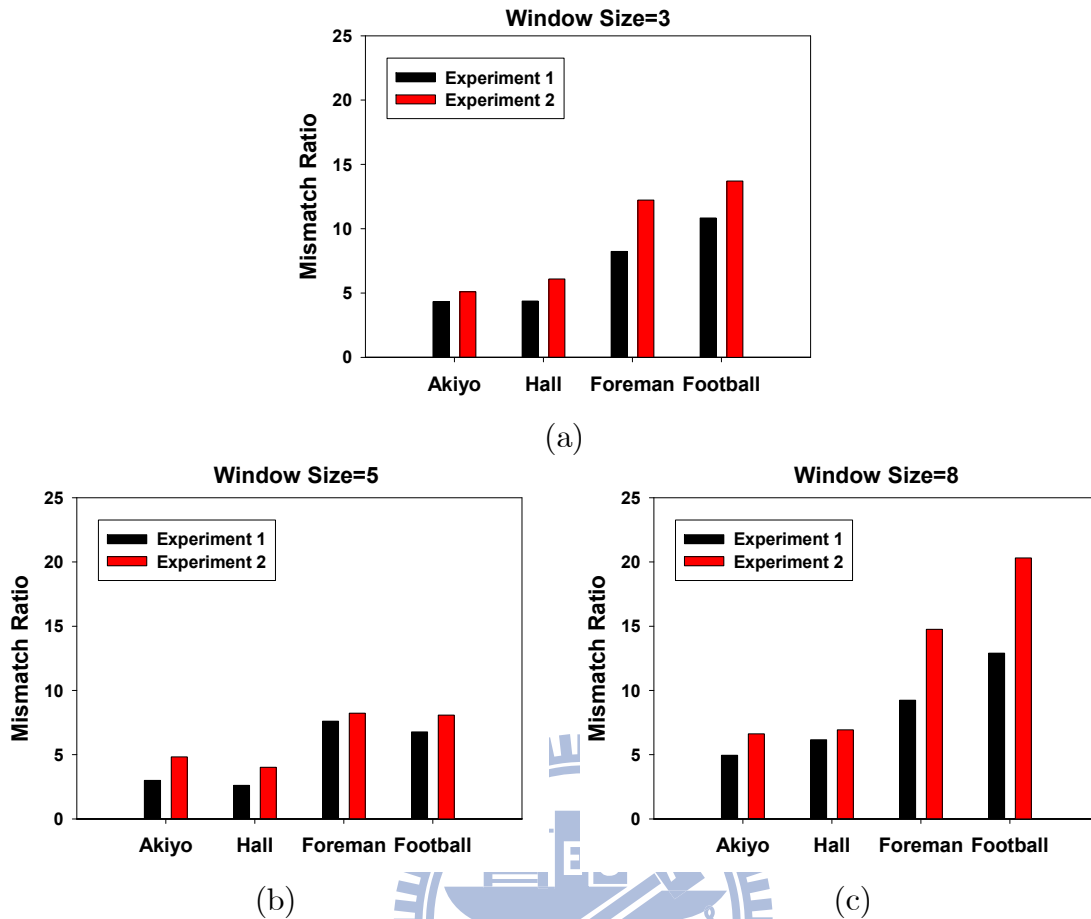 Window Size=3
25
20
15
10
5
0
Mismatch Ratio
Experiment 1
Experiment 2
Akiyo Hall Foreman Football
(a)
Window Size=5
25
20
15
10
5
0
Mismatch Ratio
Experiment 1
Experiment 2
Akiyo Hall Foreman Football
(b)
Window Size=8
25
20
15
10
5
0
Mismatch Ratio
Experiment 1
Experiment 2
Akiyo Hall Foreman Football
(c)